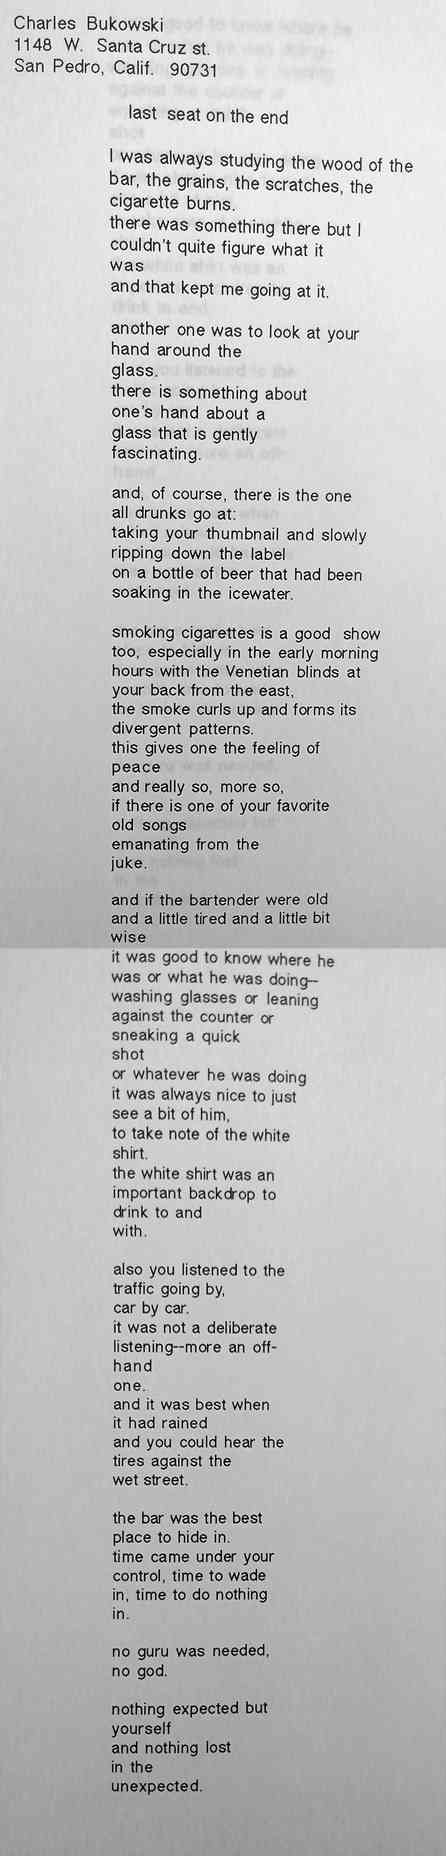 Charles Bukowski
1148 W. Santa Cruz st.
San Pedro, Calif. 90731
last seat on the end
I was always studying the wood of the
bar, the grains, the scratches, the
cigarette burns.
there was something there but I
couldn't quite figure what it
was
and that kept me going at it.
another one was to look at your
hand around the
glass.
there is something about
one's hand about a
glass that is gently
fascinating.
and, of course, there is the one
all drunks go at:
taking your thumbnail and slowly
ripping down the label
on a bottle of beer that had been
soaking in the icewater.
smoking cigarettes is a good show
too, especially in the early morning
hours with the Venetian blinds at
your back from the east,
the smoke curls up and forms its
divergent patterns.
this gives one the feeling of
peace
and really so, more so,
if there is one of your favorite
old songs
emanating from the
juke.
and if the bartender were old
and a little tired and a little bit
wise
it was good to know where he
was or what he was doing--
washing glasses or leaning
against the counter or
sneaking a quick
shot
or whatever he was doing
it was always nice to just
see a bit of him,
to take note of the white
shirt.
the white shirt was an
important backdrop to
drink to and
with.
also you listened to the
traffic going by,
car by car.
it was not a deliberate
listening--more an off-
hand
one.
and it was best when
it had rained
and you could hear the
tires against the
wet street.
the bar was the best
place to hide in.
time came under your
control, time to wade
in, time to do nothing
in.
no guru was needed,
no god.
nothing expected but
yourself
and nothing lost
in the
unexpected.